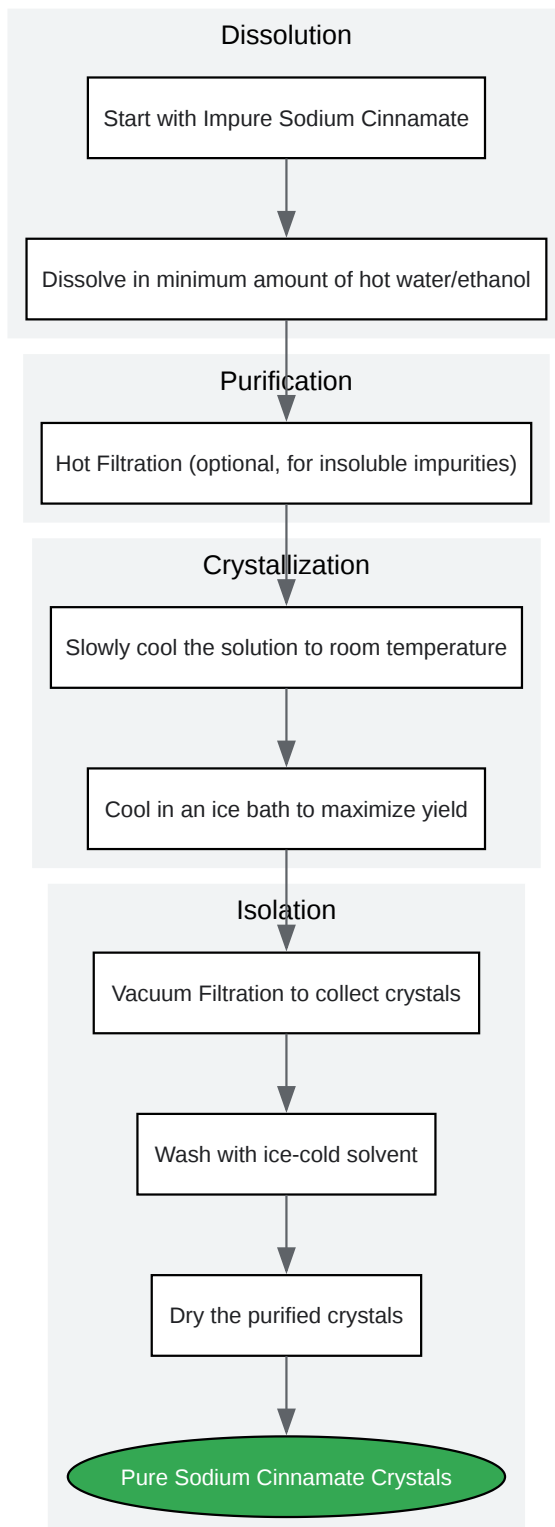 Dissolution
Start with Impure Sodium Cinnamate
Dissolve in minimum amount of hot water/ethanol
Purification
Hot Filtration (optional, for insoluble impurities)
Crystallization
Slowly cool the solution to room temperature
Cool in an ice bath to maximize yield
Isolation
Vacuum Filtration to collect crystals
Wash with ice-cold solvent
Dry the purified crystals
Pure Sodium Cinnamate Crystals